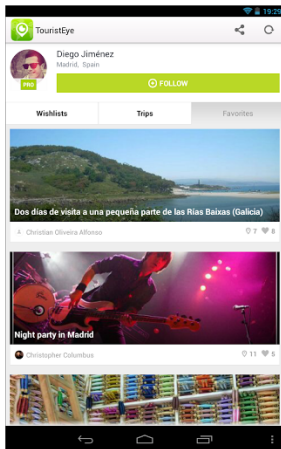 19:29
TouristEye
Diego Jiménez
Madrid, Spain
PRO
FOLLOW
Wishlists Trips Favorites
Dos días de visita a una pequeña parte de las Rías Baixas (Galicia)
Christian Oliveira Alfonso 7 8
Night party in Madrid
Christopher Columbus 11 5